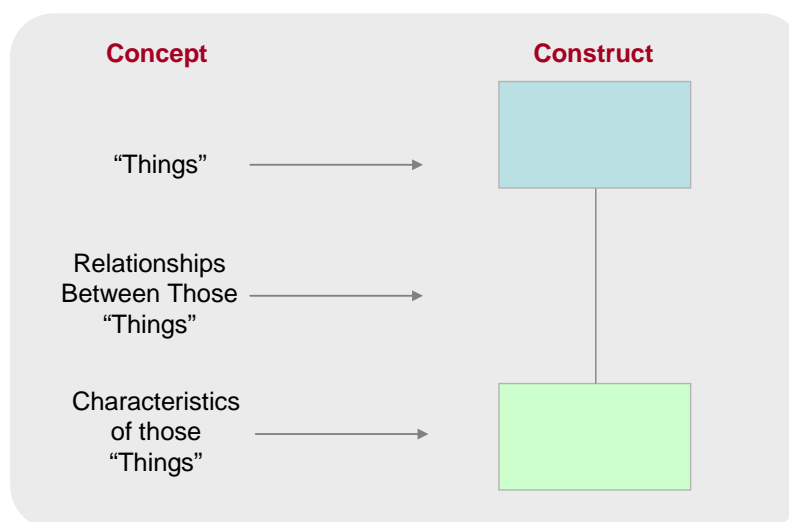 Concept
Construct
“Things”
Relationships
Between Those
“Things”
Characteristics
of those
“Things”